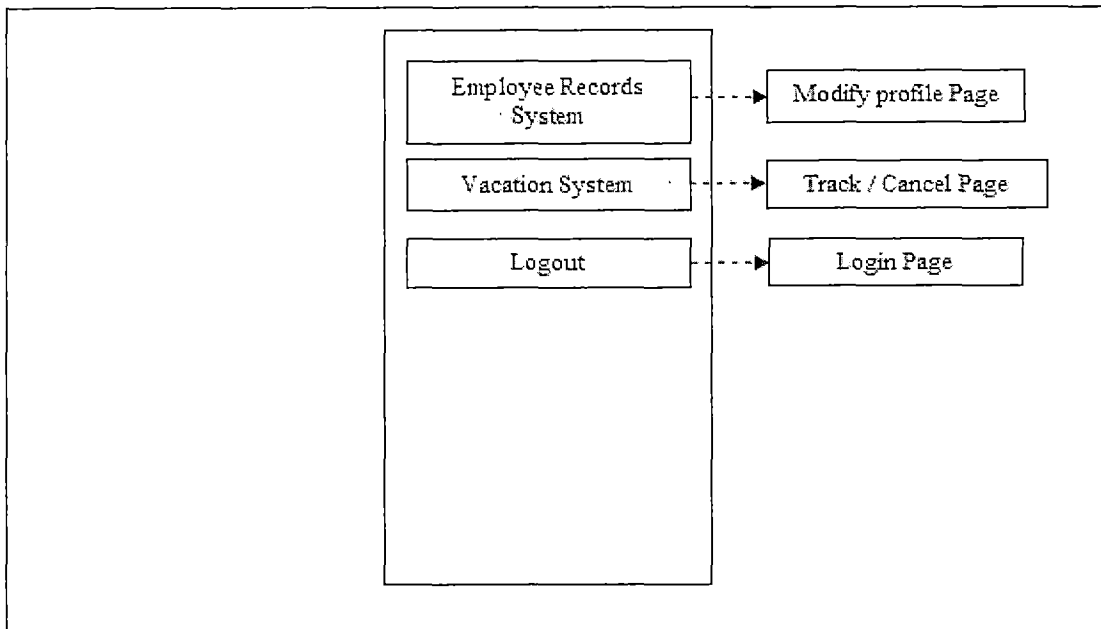 Employee Records
System
Modify profile Page
Vacation System
Track / Cancel Page
Logout
Login Page